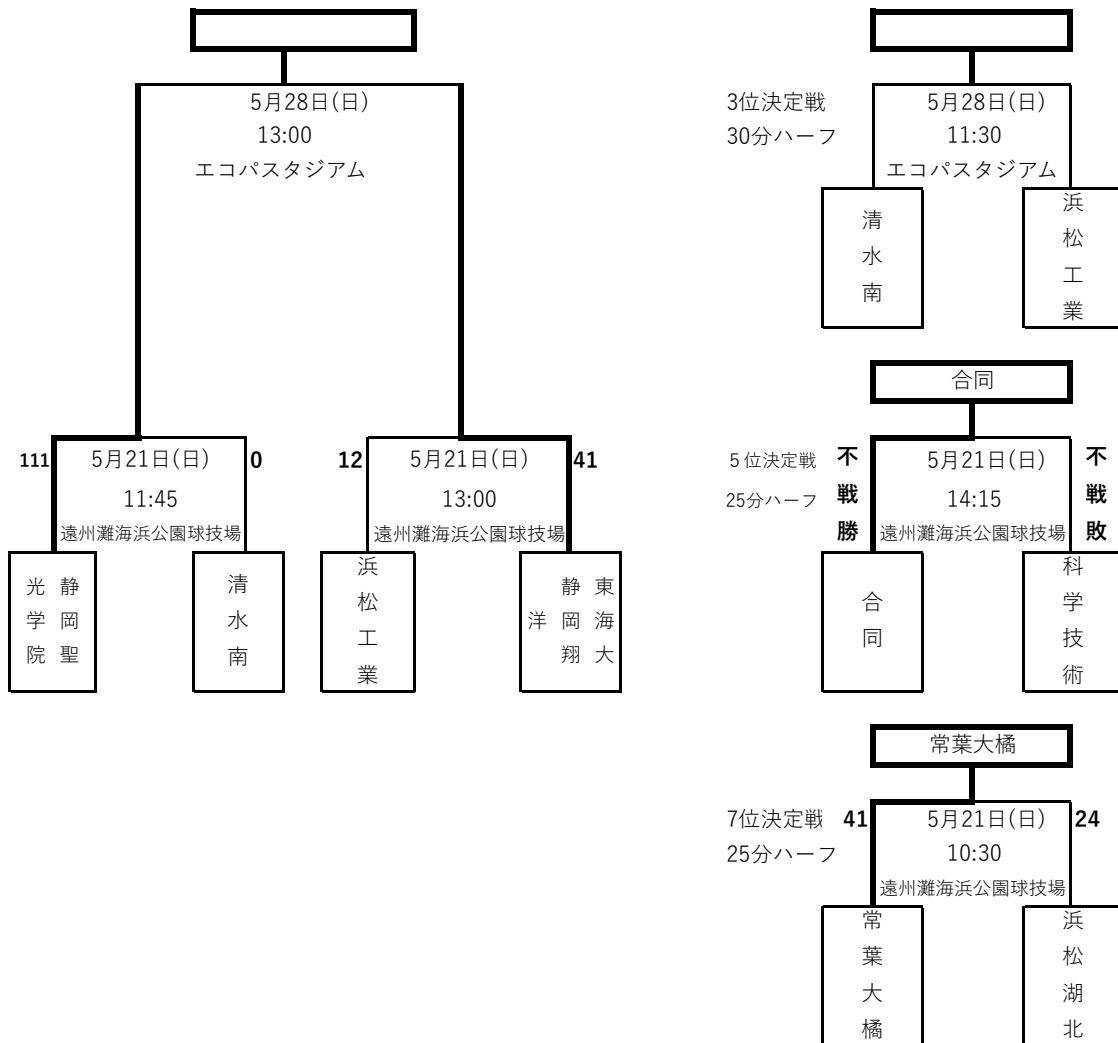 5月28日(日)
13:00
エコパスタジアム
111
5月21日(日)
0
11:45
遠州灘海浜公園球技場
静岡聖
光学院
清水南
12
5月21日(日)
41
13:00
遠州灘海浜公園球技場
浜松工業
東海大
静岡翔
洋
3位決定戦
30分ハーフ
5月28日(日)
11:30
エコパスタジアム
清水南
浜松工業
合同
5位決定戦
25分ハーフ
不戦勝
5月21日(日)
14:15
遠州灘海浜公園球技場
不戦敗
合同
科学技術
常葉大橘
7位決定戦
25分ハーフ
41
5月21日(日)
24
10:30
遠州灘海浜公園球技場
常葉大橘
浜松湖北